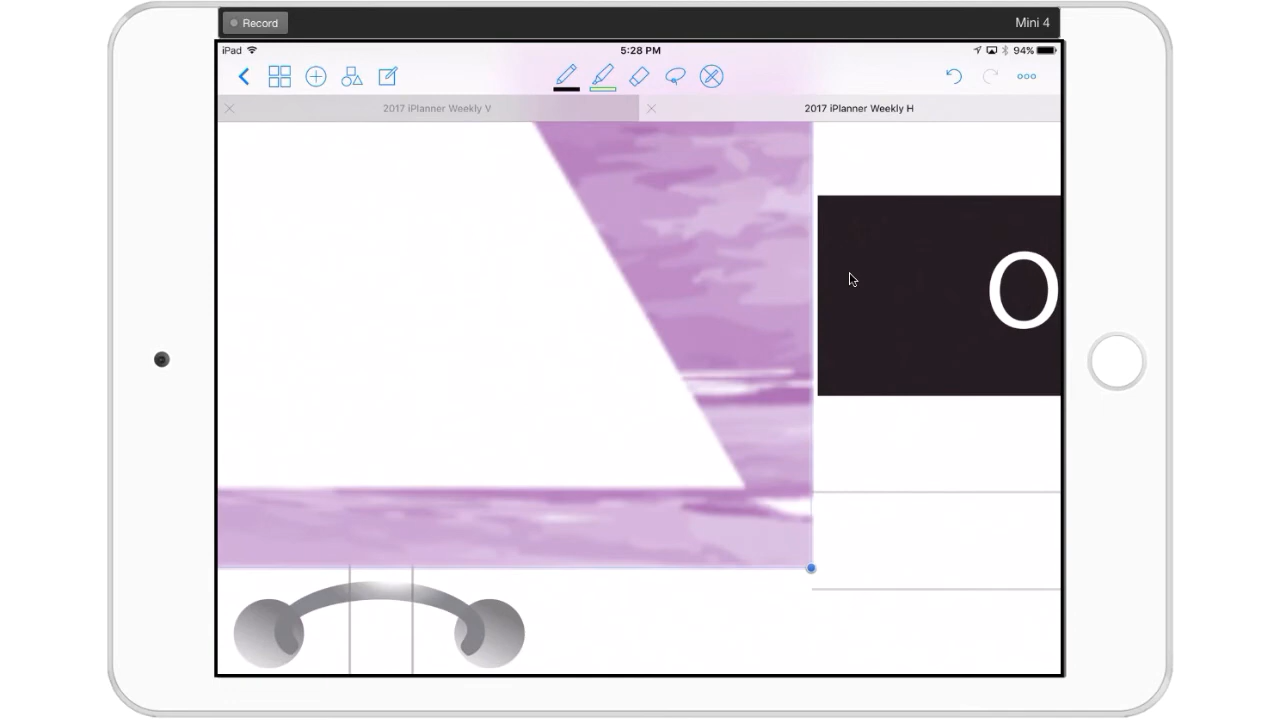 Record
Mini 4
iPad
5:28 PM
94%
2017 iPlanner Weekly V
2017 iPlanner Weekly H
O